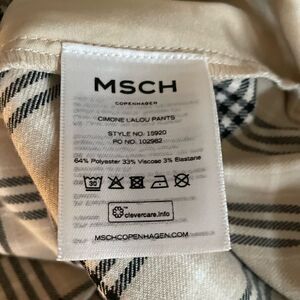 MSCH
COPENHAGEN
CIMONE LALOU PANTS
STYLE NO. 15920
PO NO. 102982
64% Polyester 33% Viscose 3% Elastane
30
clevercare.info
MSCHCOPENHAGEN.COM